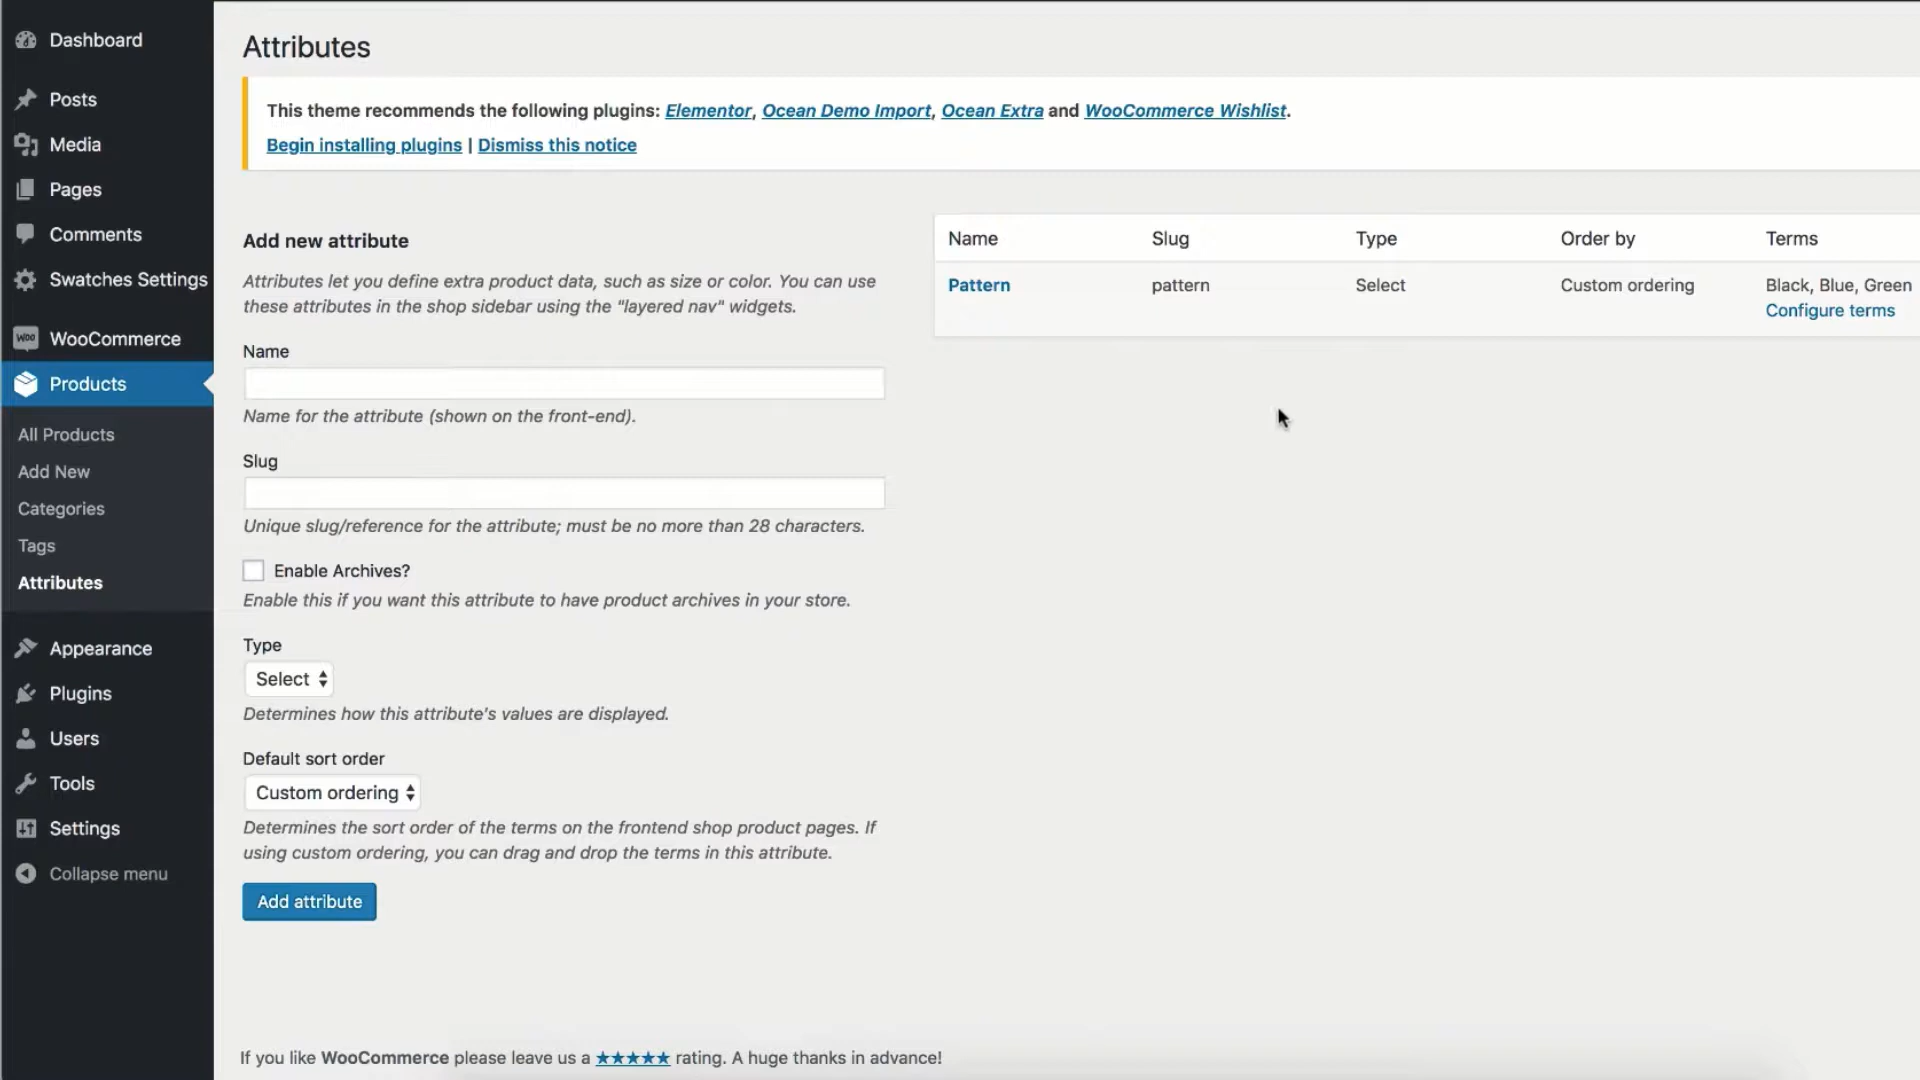 Dashboard
Posts
Media
Pages
Comments
Swatches Settings
WOO WooCommerce
Products
All Products
Add New
Categories
Tags
Attributes
Appearance
Plugins
Users
Tools
Settings
Collapse menu
Attributes
This theme recommends the following plugins: Elementor, Ocean Demo Import, Ocean Extra and WooCommerce Wishlist.
Begin installing plugins | Dismiss this notice
Add new attribute
Attributes let you define extra product data, such as size or color. You can use
these attributes in the shop sidebar using the "layered nav" widgets.
Name
Name for the attribute (shown on the front-end).
Slug
Unique slug/reference for the attribute; must be no more than 28 characters.
Enable Archives?
Enable this if you want this attribute to have product archives in your store.
Type
Select
Determines how this attribute's values are displayed.
Default sort order
Custom ordering
Determines the sort order of the terms on the frontend shop product pages. If
using custom ordering, you can drag and drop the terms in this attribute.
Add attribute
Name Slug Type Order by Terms
Pattern pattern Select Custom ordering Black, Blue, Green
Configure terms
If you like WooCommerce please leave us a ★★★★★ rating. A huge thanks in advance!